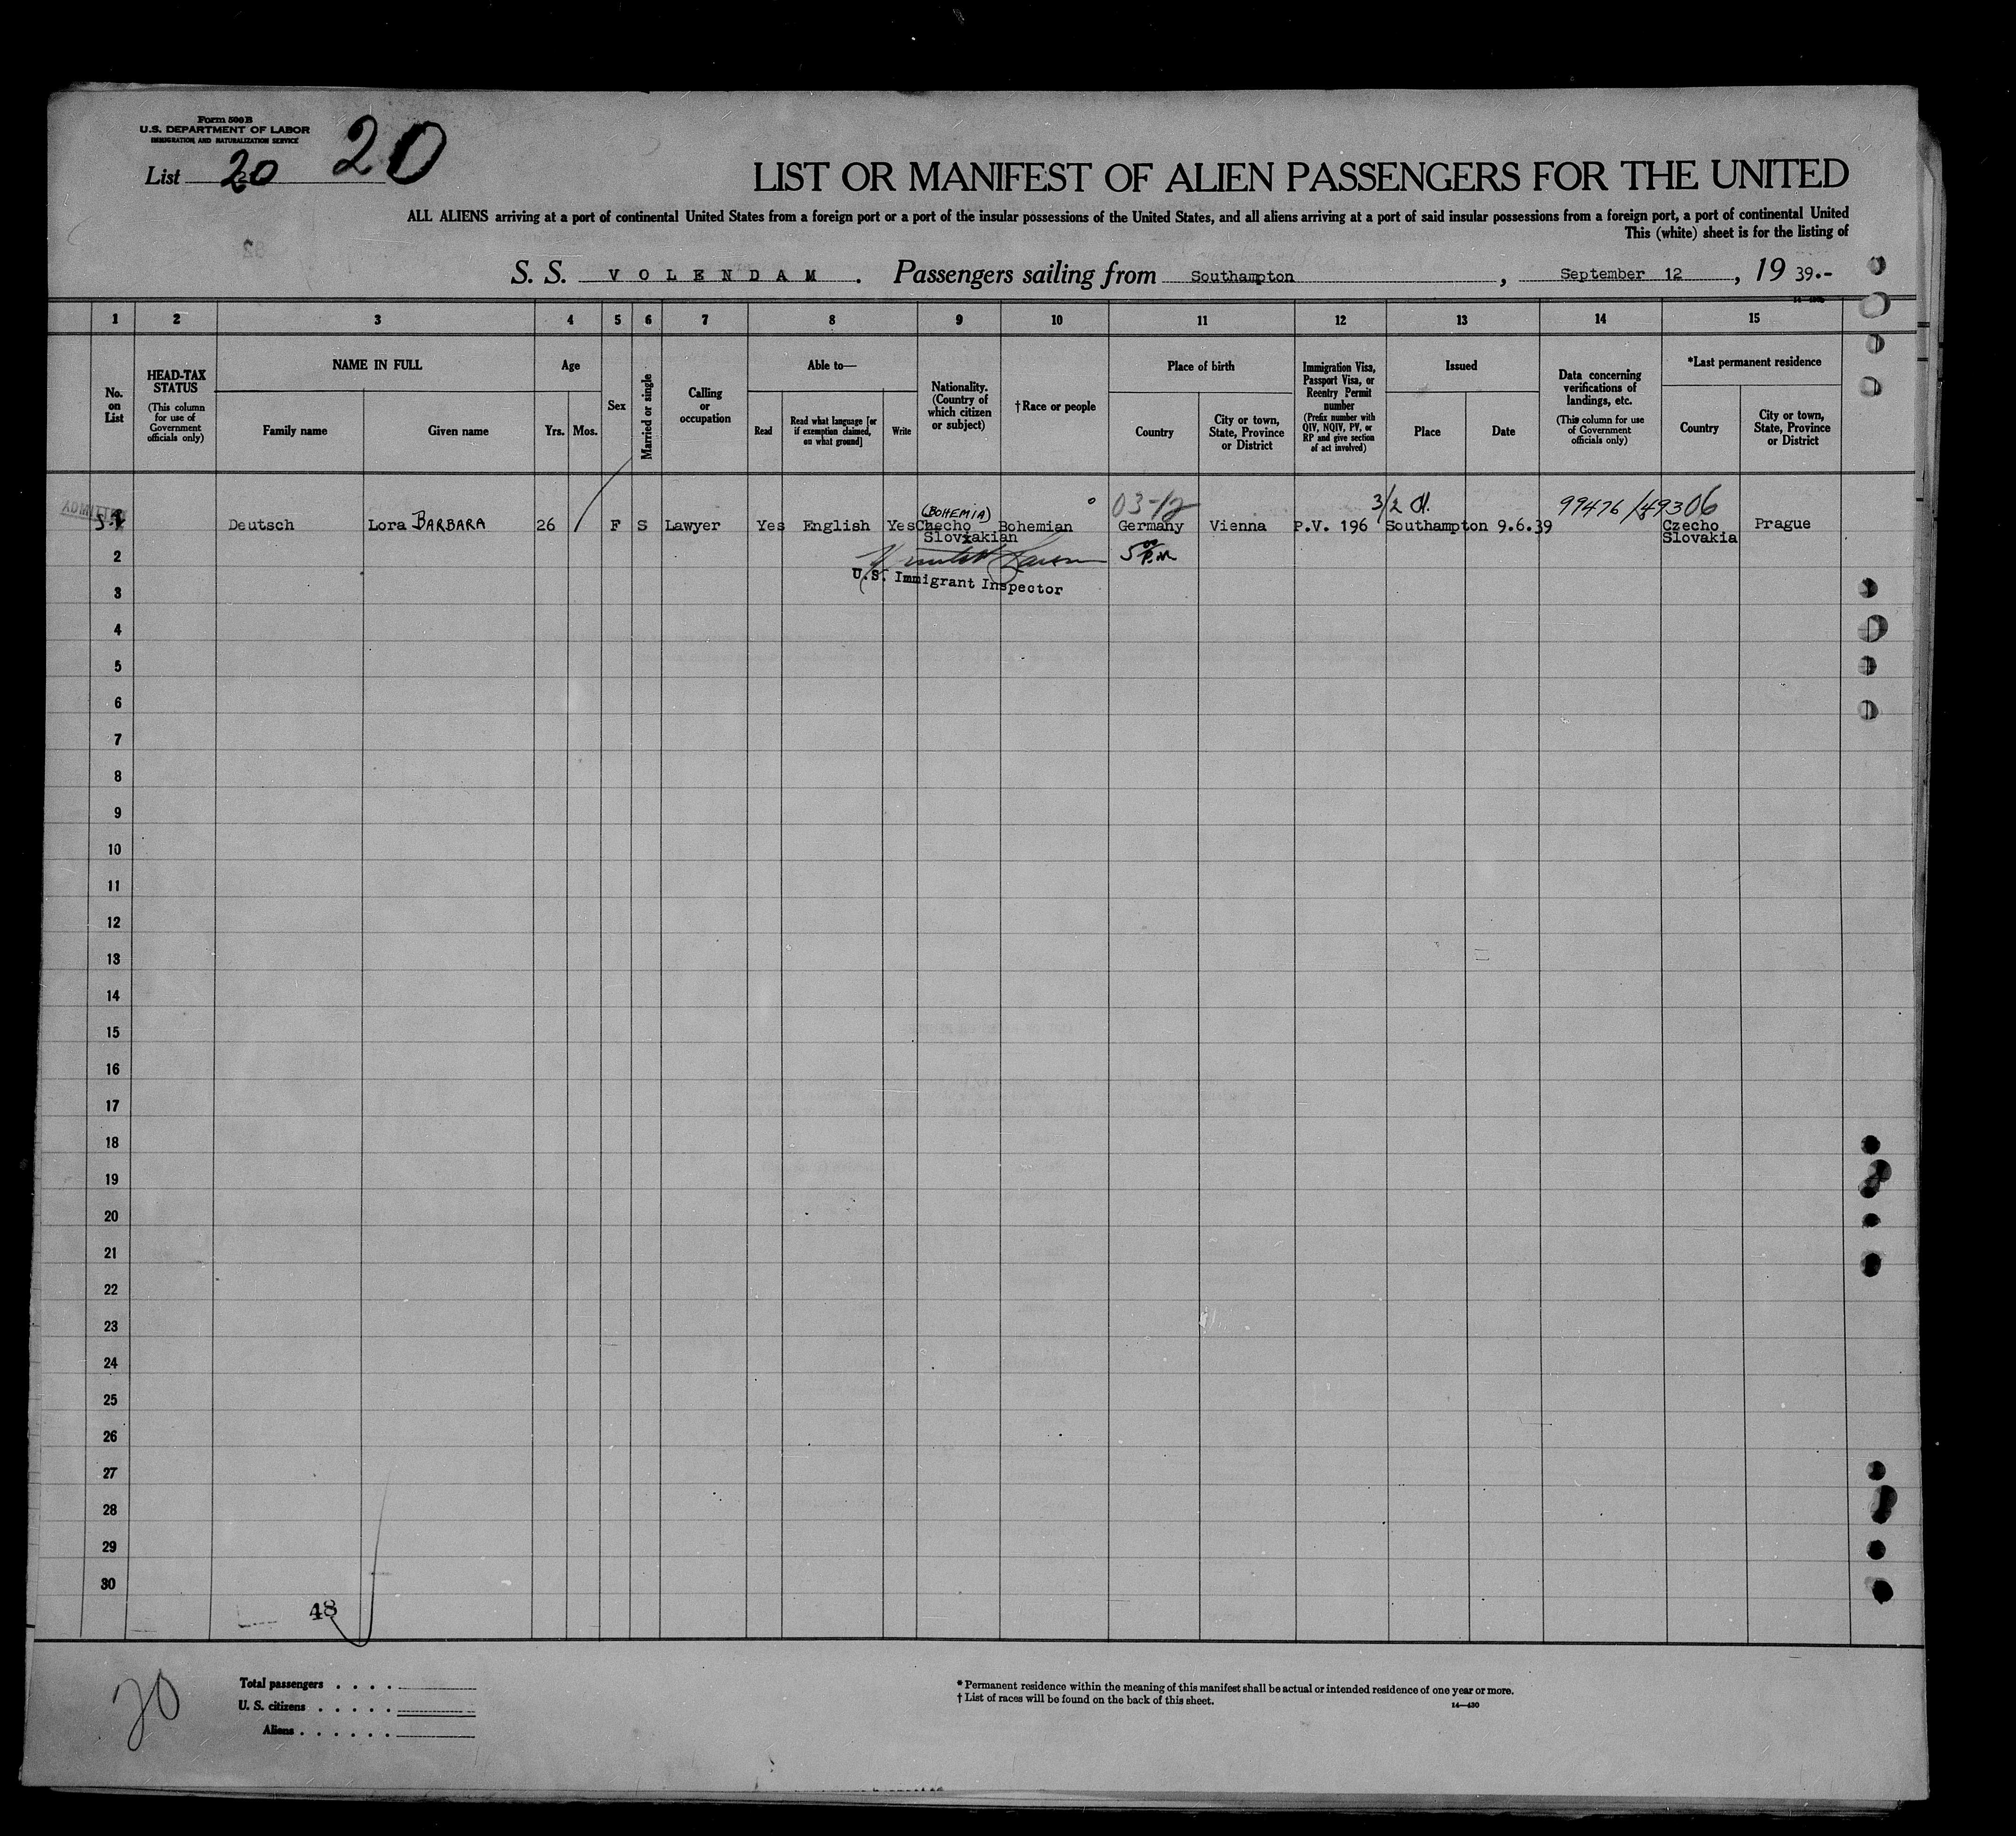 Form 500B
U.S. DEPARTMENT OF LABOR
IMMIGRATION AND NATURALIZATION SERVICE
List 20 20
LIST OR MANIFEST OF ALIEN PASSENGERS FOR THE UNITED
ALL ALIENS arriving at a port of continental United States from a foreign port or a port of the insular possessions of the United States, and all aliens arriving at a port of said insular possessions from a foreign port, a port of continental United
This (white) sheet is for the listing of
S. S. VOLENDAM. Passengers sailing from Southampton, September 12, 19 39.-
1 2 3 4 5 6 7 8 9 10 11 12 13 14 15
No. on List
HEAD-TAX STATUS
(This column for use of Government officials only)
NAME IN FULL
Family name
Given name
Age
Yrs. Mos.
Sex
Married or single
Calling or occupation
Able to—
Read
Read what language [or if exemption claimed, on what ground]
Write
Nationality. (Country of which citizen or subject)
†Race or people
Place of birth
Country
City or town, State, Province or District
Immigration Visa, Passport Visa, or Reentry Permit number
(Prefix number with QIV, NQIV, PV, or RP and give section of act involved)
Issued
Place
Date
Data concerning verifications of landings, etc.
(This column for use of Government officials only)
*Last permanent residence
Country
City or town, State, Province or District
(BOHEMIA) 03-12 3/2 Cl. 99476/49306
ADMITTED
1 Deutsch Lora BARBARA 26 F S Lawyer Yes English Yes Checho Bohemian Germany Vienna P.V. 196 Southampton 9.6.39 Czecho Prague
Slovakian Slovakia
2 5 P.M
U.S. Immigrant Inspector
3
4
5
6
7
8
9
10
11
12
13
14
15
16
17
18
19
20
21
22
23
24
25
26
27
28
29
30
48
20
Total passengers . . . .
U. S. citizens . . . . .
Aliens . . . . . .
* Permanent residence within the meaning of this manifest shall be actual or intended residence of one year or more.
† List of races will be found on the back of this sheet.
14—430